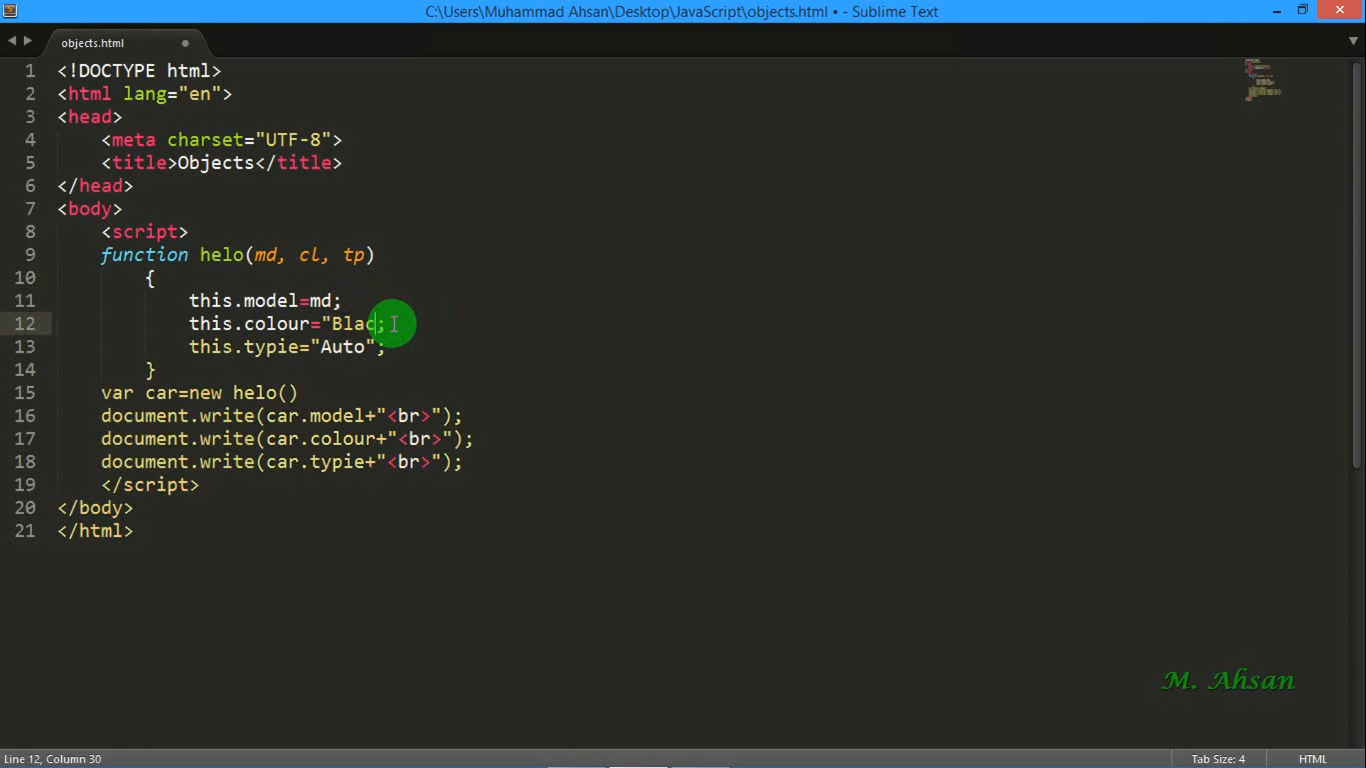 C:\Users\Muhammad Ahsan\Desktop\JavaScript\objects.html • - Sublime Text
objects.html
1 <!DOCTYPE html>
2 <html lang="en">
3 <head>
4 <meta charset="UTF-8">
5 <title>Objects</title>
6 </head>
7 <body>
8 <script>
9 function helo(md, cl, tp)
10 {
11 this.model=md;
12 this.colour="Blac;
13 this.typie="Auto";
14 }
15 var car=new helo()
16 document.write(car.model+"<br>");
17 document.write(car.colour+"<br>");
18 document.write(car.typie+"<br>");
19 </script>
20 </body>
21 </html>
M. Ahsan
Line 12, Column 30 Tab Size: 4 HTML